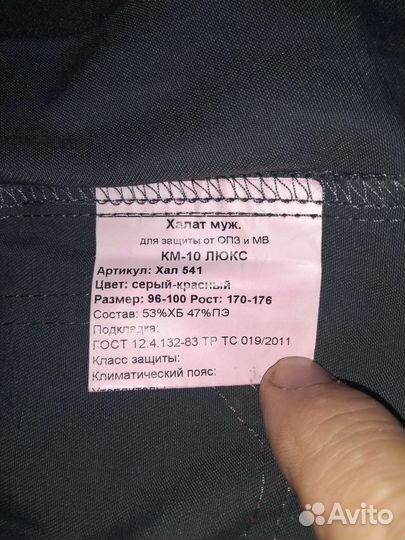 Халат муж.
для защиты от ОПЗ и МВ
КМ-10 ЛЮКС
Артикул: Хал 541
Цвет: серый-красный
Размер: 96-100 Рост: 170-176
Состав: 53%ХБ 47%ПЭ
Подкладка:
ГОСТ 12.4.132-83 ТР ТС 019/2011
Класс защиты:
Климатический пояс:
Avito